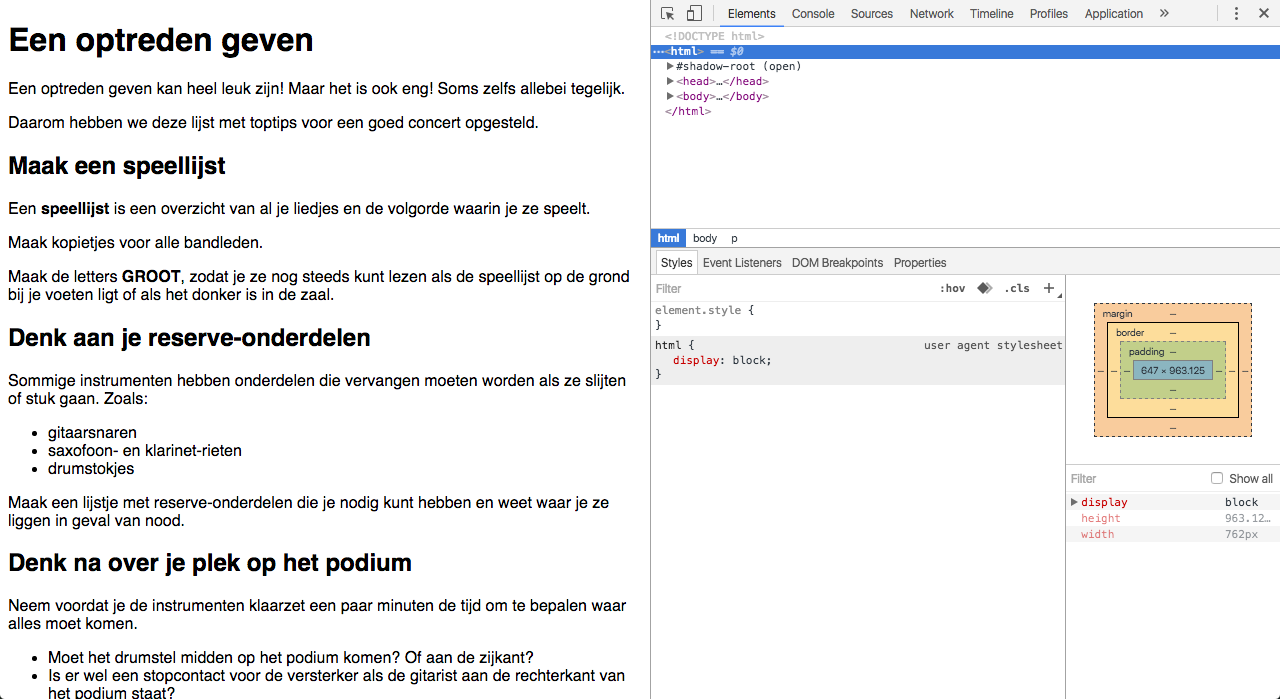 Een optreden geven
Een optreden geven kan heel leuk zijn! Maar het is ook eng! Soms zelfs allebei tegelijk.
Daarom hebben we deze lijst met toptips voor een goed concert opgesteld.
Maak een speellijst
Een speellijst is een overzicht van al je liedjes en de volgorde waarin je ze speelt.
Maak kopietjes voor alle bandleden.
Maak de letters GROOT, zodat je ze nog steeds kunt lezen als de speellijst op de grond
bij je voeten ligt of als het donker is in de zaal.
Denk aan je reserve-onderdelen
Sommige instrumenten hebben onderdelen die vervangen moeten worden als ze slijten
of stuk gaan. Zoals:
• gitaarsnaren
• saxofoon- en klarinet-rieten
• drumstokjes
Maak een lijstje met reserve-onderdelen die je nodig kunt hebben en weet waar je ze
liggen in geval van nood.
Denk na over je plek op het podium
Neem voordat je de instrumenten klaarzet een paar minuten de tijd om te bepalen waar
alles moet komen.
• Moet het drumstel midden op het podium komen? Of aan de zijkant?
• Is er wel een stopcontact voor de versterker als de gitarist aan de rechterkant van
het podium staat?
Elements Console Sources Network Timeline Profiles Application »
<!DOCTYPE html>
•••<html> == $0
▶#shadow-root (open)
▶<head>…</head>
▶<body>…</body>
</html>
html body p
Styles Event Listeners DOM Breakpoints Properties
Filter :hov .cls +
element.style {
}
html { user agent stylesheet
display: block;
}
margin –
border –
padding –
– – – 647 × 963.125 – – –
–
–
–
Filter Show all
▶display block
height 963.12…
width 762px